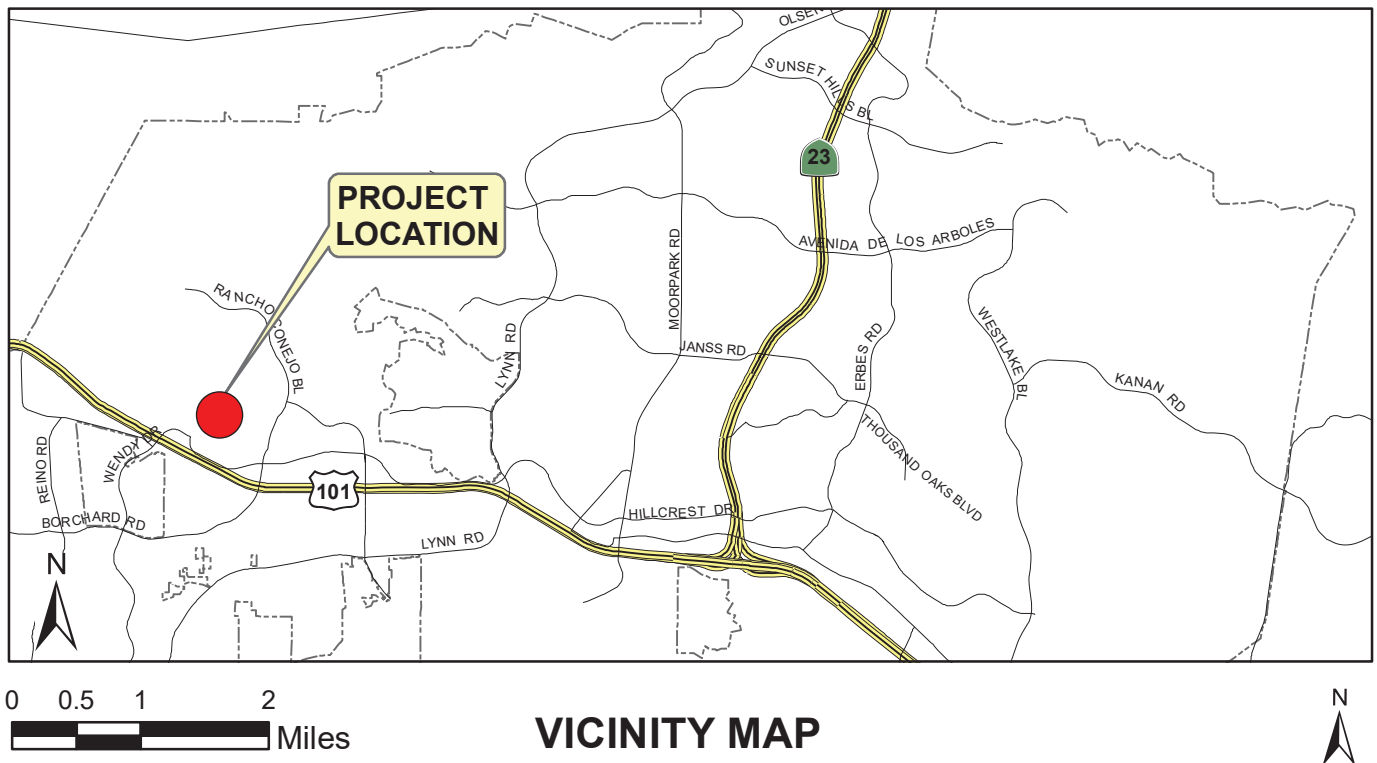 OLSEN
SUNSET HILLS BL
23
PROJECT
LOCATION
AVENIDA DE LOS ARBOLES
MOORPARK RD
RANCHO CONEJO BL
LYNN RD
JANSS RD
ERBES RD
WESTLAKE BL
KANAN RD
THOUSAND OAKS BLVD
REINO RD
WENDY DR
101
BORCHARD RD
HILLCREST DR
LYNN RD
N
0 0.5 1 2
Miles
VICINITY MAP
N